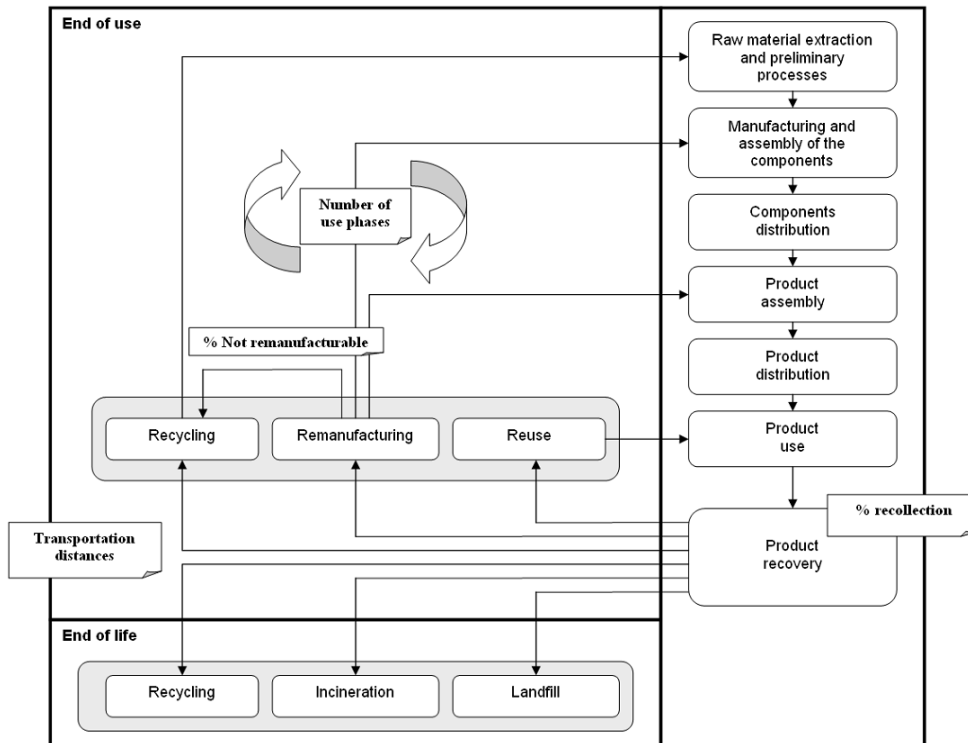 End of use
Raw material extraction
and preliminary
processes
Manufacturing and
assembly of the
components
Number of
use phases
Components
distribution
Product
assembly
% Not remanufacturable
Product
distribution
Recycling
Remanufacturing
Reuse
Product
use
% recollection
Transportation
distances
Product
recovery
End of life
Recycling
Incineration
Landfill